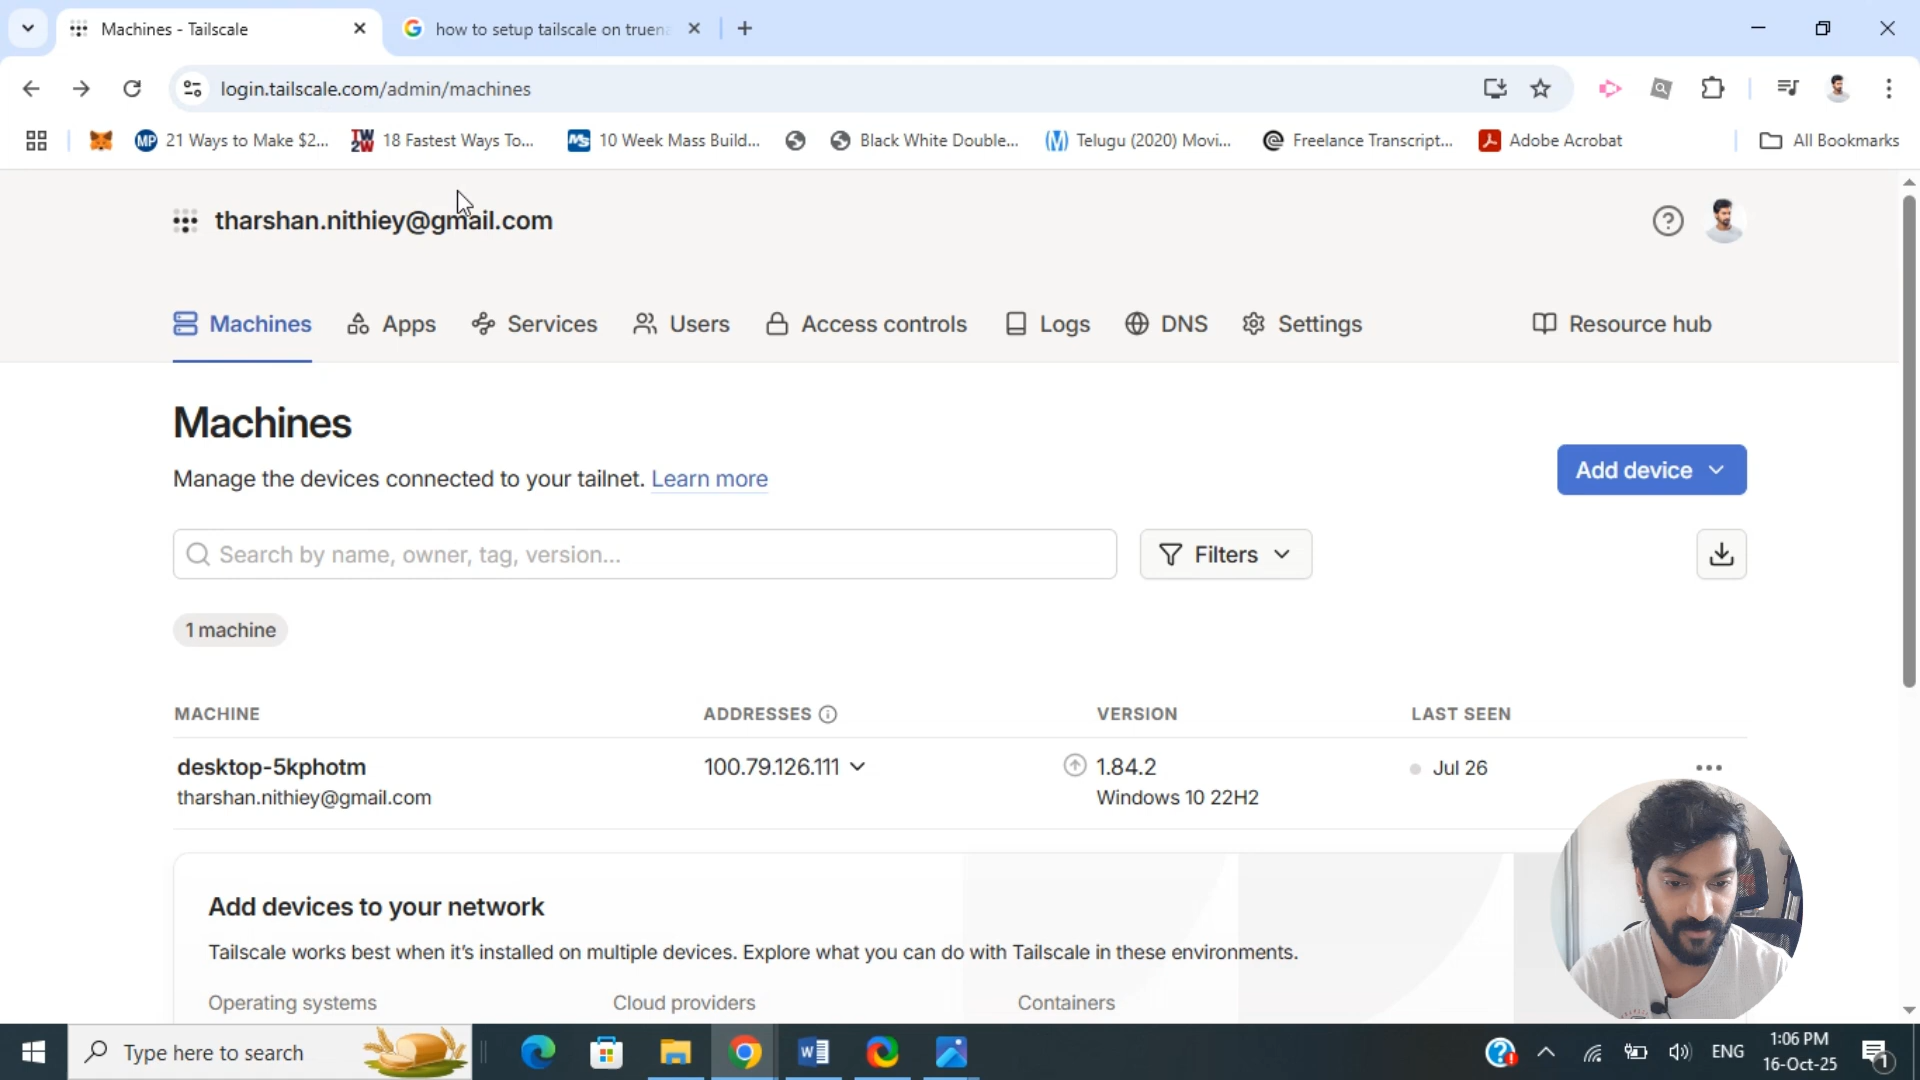 Machines - Tailscale
how to setup tailscale on truena
login.tailscale.com/admin/machines
MP 21 Ways to Make $2...
18 Fastest Ways To...
Ms 10 Week Mass Build...
Black White Double...
Telugu (2020) Movi...
Freelance Transcript...
Adobe Acrobat
All Bookmarks
tharshan.nithiey@gmail.com
Machines
Apps
Services
Users
Access controls
Logs
DNS
Settings
Resource hub
Machines
Manage the devices connected to your tailnet. Learn more
Add device
Search by name, owner, tag, version...
Filters
1 machine
MACHINE
ADDRESSES
VERSION
LAST SEEN
desktop-5kphotm
100.79.126.111
1.84.2
Jul 26
tharshan.nithiey@gmail.com
Windows 10 22H2
Add devices to your network
Tailscale works best when it's installed on multiple devices. Explore what you can do with Tailscale in these environments.
Operating systems
Cloud providers
Containers
Type here to search
ENG
1:06 PM
16-Oct-25
1